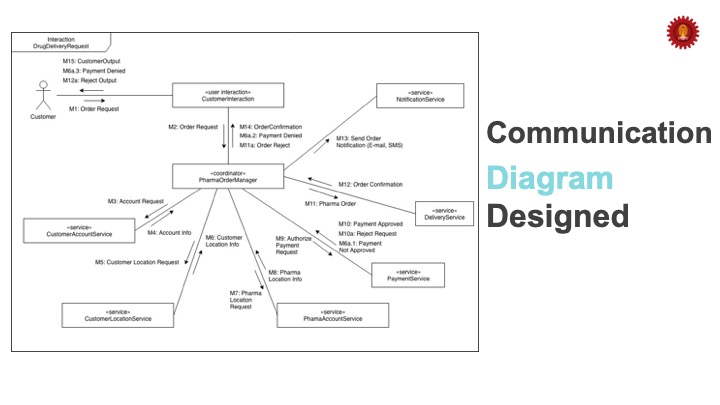 Interaction
DrugDeliveryRequest
M15: CustomerOutput
M6a.3: Payment Denied
M12a: Reject Output
M1: Order Request
Customer
«user interaction»
CustomerInteraction
«service»
NotificationService
M2: Order Request
M14: OrderConfirmation
M6a.2: Payment Denied
M11a: Order Reject
M13: Send Order
Notification (E-mail, SMS)
«coordinator»
PharmaOrderManager
M12: Order Confirmation
M11: Pharma Order
M3: Account Request
M4: Account Info
«service»
CustomerAccountService
«service»
DeliveryService
M10: Payment Approved
M10a: Reject Request
M6a.1: Payment
Not Approved
M9: Authorize
Payment
Request
M6: Customer
Location Info
M5: Customer Location Request
M8: Pharma
Location Info
M7: Pharma
Location
Request
«service»
PaymentService
«service»
CustomerLocationService
«service»
PhamaAccountService
Communication
Diagram
Designed